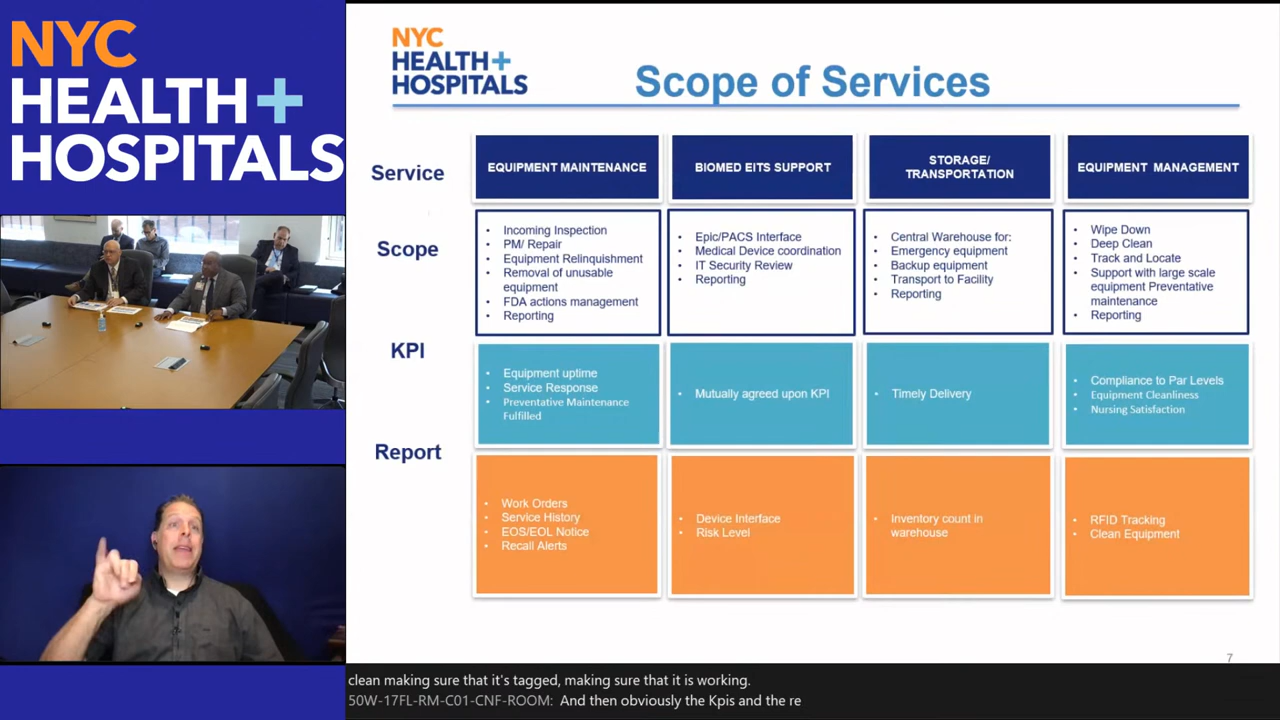 NYC
HEALTH+
HOSPITALS
NYC
HEALTH+
HOSPITALS
Scope of Services
Service
EQUIPMENT MAINTENANCE
BIOMED EITS SUPPORT
STORAGE/
TRANSPORTATION
EQUIPMENT MANAGEMENT
Scope
• Incoming Inspection
• PM/ Repair
• Equipment Relinquishment
• Removal of unusable
equipment
• FDA actions management
• Reporting
• Epic/PACS Interface
• Medical Device coordination
• IT Security Review
• Reporting
• Central Warehouse for:
• Emergency equipment
• Backup equipment
• Transport to Facility
• Reporting
• Wipe Down
• Deep Clean
• Track and Locate
• Support with large scale
equipment Preventative
maintenance
• Reporting
KPI
• Equipment uptime
• Service Response
• Preventative Maintenance
Fulfilled
• Mutually agreed upon KPI
• Timely Delivery
• Compliance to Par Levels
• Equipment Cleanliness
• Nursing Satisfaction
Report
• Work Orders
• Service History
• EOS/EOL Notice
• Recall Alerts
• Device Interface
• Risk Level
• Inventory count in
warehouse
• RFID Tracking
• Clean Equipment
7
clean making sure that it's tagged, making sure that it is working.
50W-17FL-RM-C01-CNF-ROOM: And then obviously the Kpis and the re